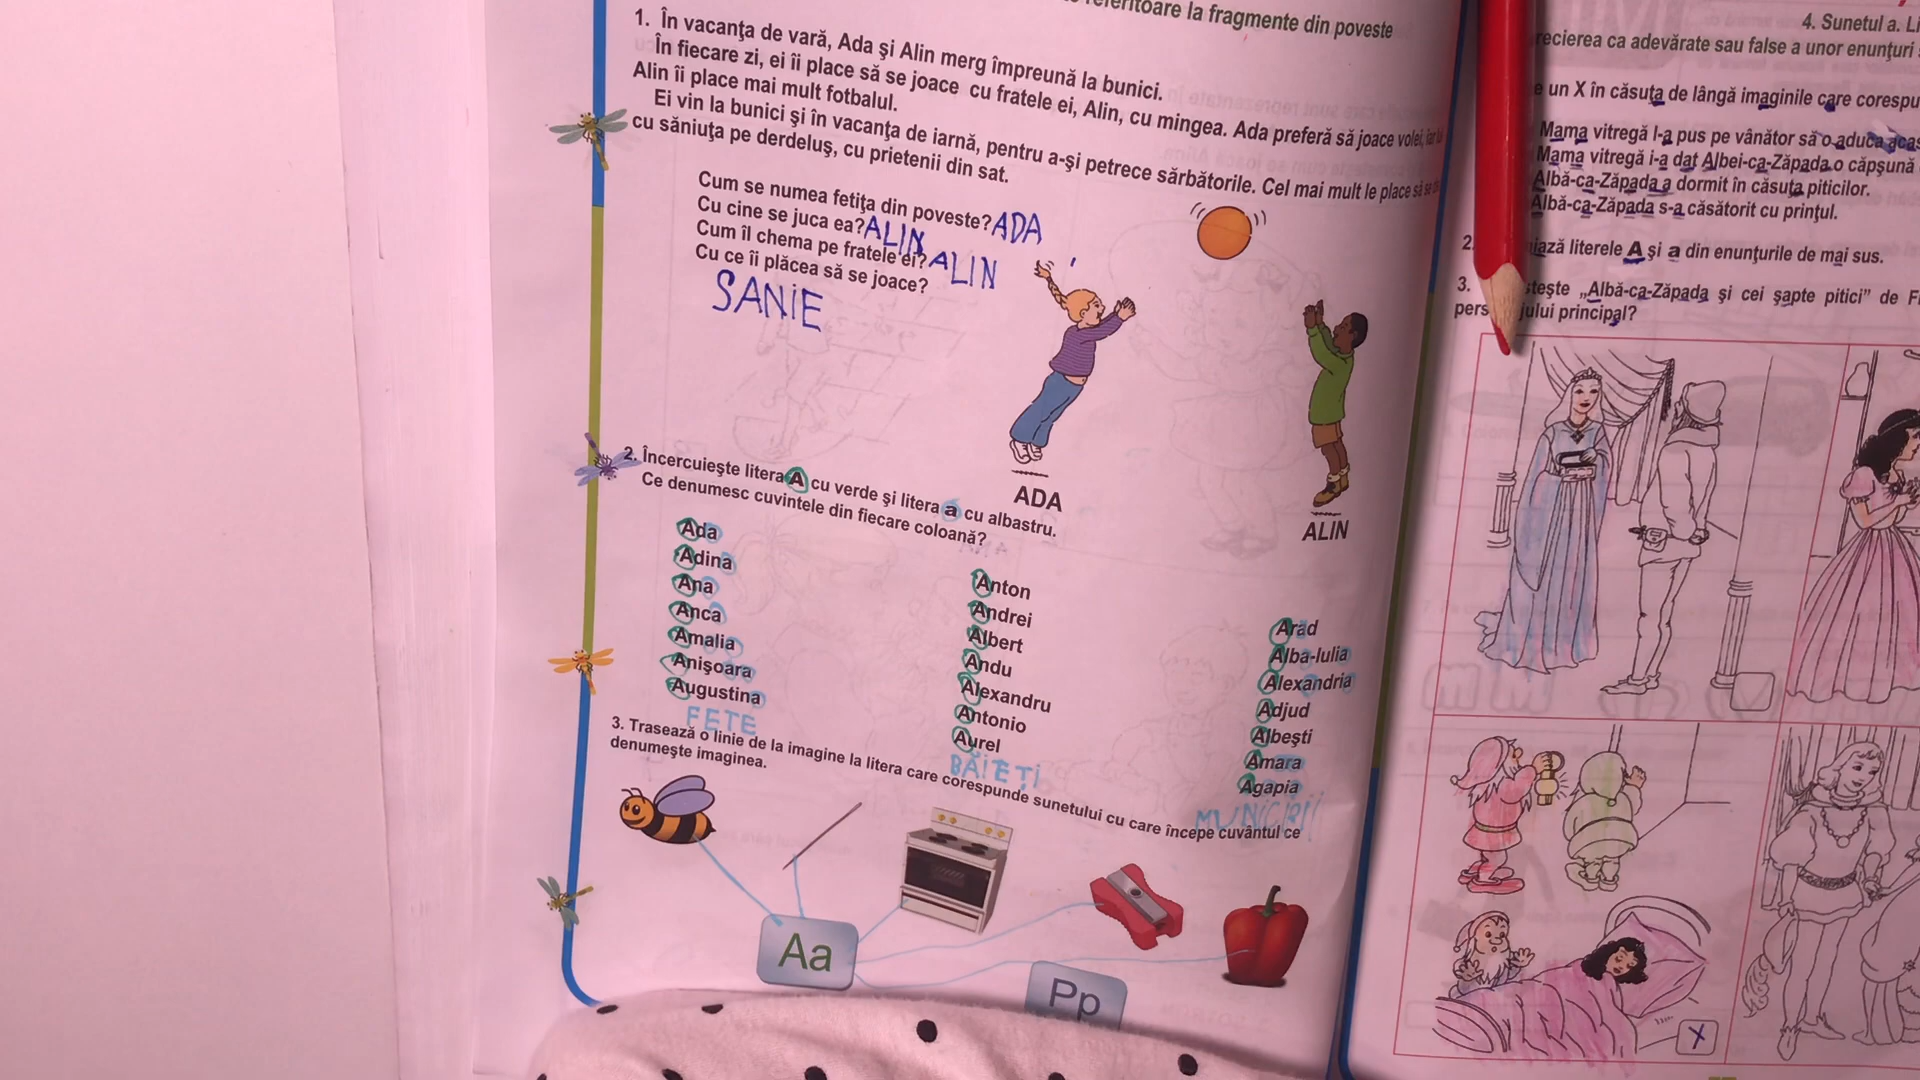 referitoare la fragmente din poveste
1. În vacanţa de vară, Ada şi Alin merg împreună la bunici.
În fiecare zi, ei îi place să se joace cu fratele ei, Alin, cu mingea. Ada preferă să joace volei, iar lui
Alin îi place mai mult fotbalul.
Ei vin la bunici şi în vacanţa de iarnă, pentru a-şi petrece sărbătorile. Cel mai mult le place să se
cu săniuţa pe derdeluş, cu prietenii din sat.
Cum se numea fetiţa din poveste? ADA
Cu cine se juca ea? ALIN
Cum îl chema pe fratele ei? ALIN
Cu ce îi plăcea să se joace?
SANIE
ADA
ALIN
2. Încercuieşte litera A cu verde şi litera a cu albastru.
Ce denumesc cuvintele din fiecare coloană?
Ada
Adina
Ana
Anca
Amalia
Anişoara
Augustina
FETE
Anton
Andrei
Albert
Andu
Alexandru
Antonio
Aurel
BĂIEŢI
Arad
Alba-Iulia
Alexandria
Adjud
Albeşti
Amara
Agapia
3. Trasează o linie de la imagine la litera care corespunde sunetului cu care începe cuvântul ce
denumeşte imaginea.
Aa
Pp
4. Sunetul a.
recierea ca adevărate sau false a unor enunţuri
un X în căsuţa de lângă imaginile care
Mama vitregă l-a pus pe vânător să o aducă
Mama vitregă i-a dat Albei-ca-Zăpada o căpşună
Albă-ca-Zăpada a dormit în căsuţa piticilor.
Albă-ca-Zăpada s-a căsătorit cu prinţul.
2. iază literele A şi a din enunţurile de mai sus.
3. teşte „Albă-ca-Zăpada şi cei şapte pitici” de
pers jului principal?
X